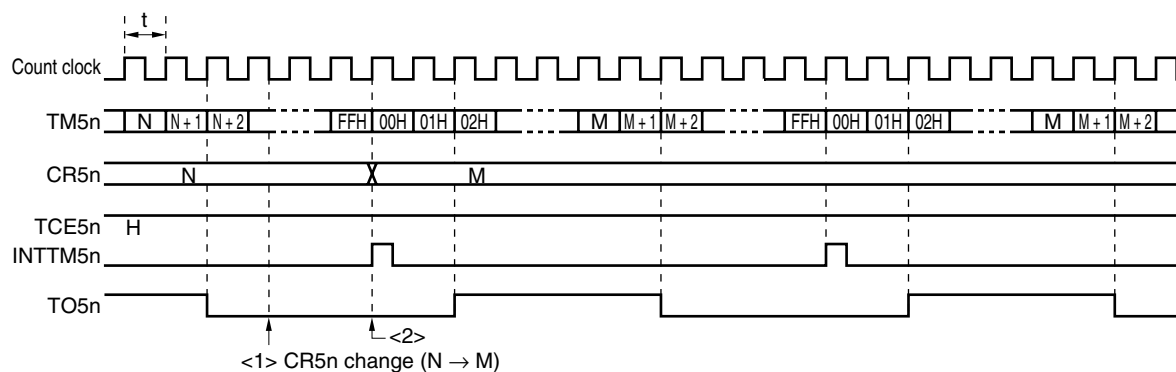 t
Count clock
TM5n N N + 1 N + 2 FFH 00H 01H 02H M M + 1 M + 2 FFH 00H 01H 02H M M + 1 M + 2
CR5n N M
TCE5n H
INTTM5n
TO5n
<2>
<1> CR5n change (N → M)